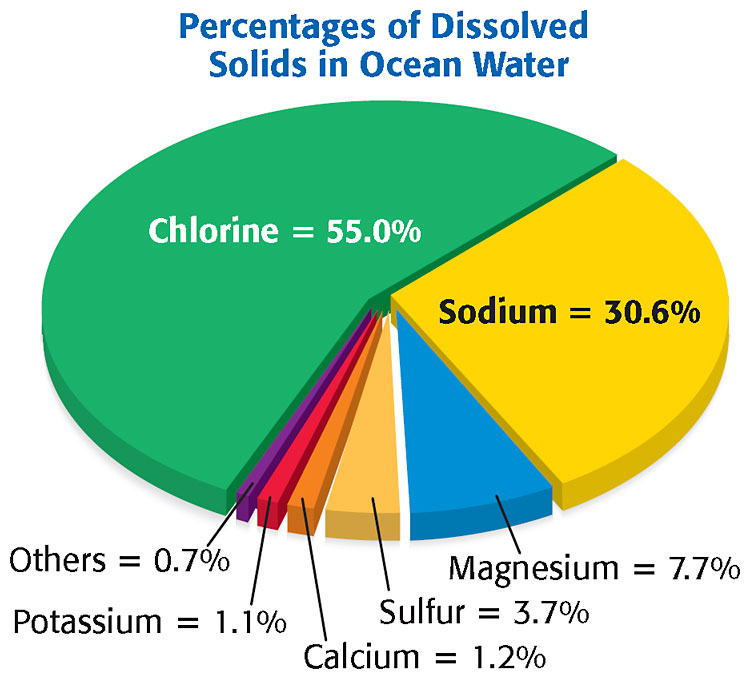 Percentages of Dissolved
Solids in Ocean Water
Chlorine = 55.0%
Sodium = 30.6%
Others = 0.7%
Magnesium = 7.7%
Potassium = 1.1%
Sulfur = 3.7%
Calcium = 1.2%